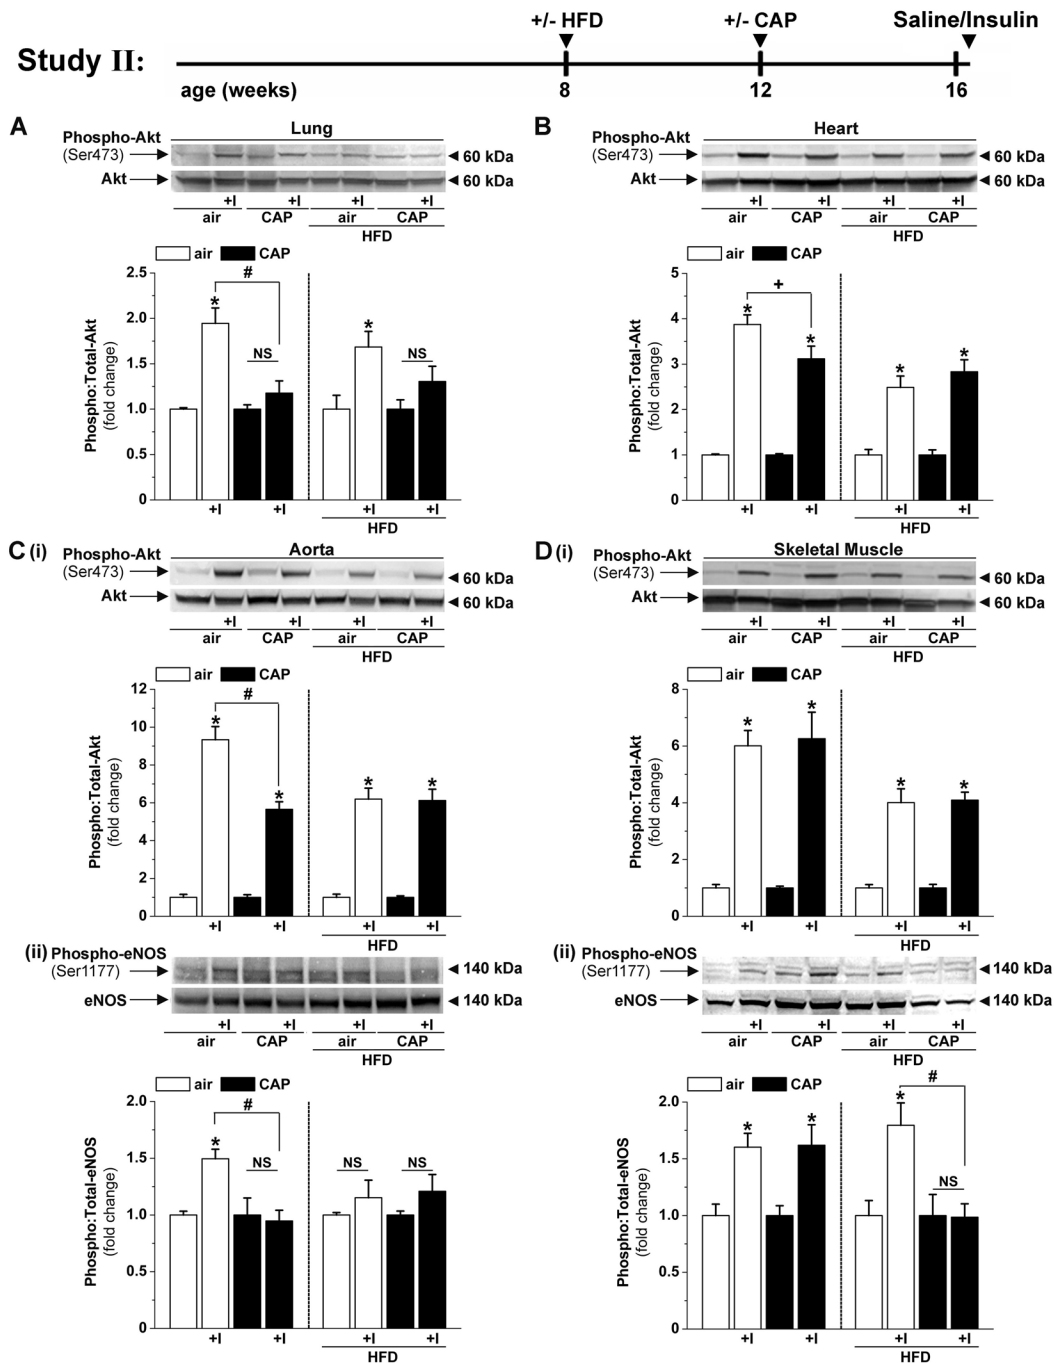 +/- HFD +/- CAP Saline/Insulin
Study II:
age (weeks) 8 12 16
A Lung
Phospho-Akt
(Ser473) 60 kDa
Akt 60 kDa
+I +I +I +I
air CAP air CAP
HFD
air CAP
Phospho:Total-Akt
(fold change)
2.5
2.0
1.5
1.0
0.5
0
#
* NS * NS
+I +I +I +I
HFD
B Heart
Phospho-Akt
(Ser473) 60 kDa
Akt 60 kDa
+I +I +I +I
air CAP air CAP
HFD
air CAP
Phospho:Total-Akt
(fold change)
5
4
3
2
1
0
+
* * * *
+I +I +I +I
HFD
C (i) Aorta
Phospho-Akt
(Ser473) 60 kDa
Akt 60 kDa
+I +I +I +I
air CAP air CAP
HFD
air CAP
Phospho:Total-Akt
(fold change)
12
10
8
6
4
2
0
#
* * * *
+I +I +I +I
HFD
D (i) Skeletal Muscle
Phospho-Akt
(Ser473) 60 kDa
Akt 60 kDa
+I +I +I +I
air CAP air CAP
HFD
air CAP
Phospho:Total-Akt
(fold change)
8
6
4
2
0
* * * *
+I +I +I +I
HFD
(ii) Phospho-eNOS
(Ser1177) 140 kDa
eNOS 140 kDa
+I +I +I +I
air CAP air CAP
HFD
air CAP
Phospho:Total-eNOS
(fold change)
2.0
1.5
1.0
0.5
0
#
* NS NS NS
+I +I +I +I
HFD
(ii) Phospho-eNOS
(Ser1177) 140 kDa
eNOS 140 kDa
+I +I +I +I
air CAP air CAP
HFD
air CAP
Phospho:Total-eNOS
(fold change)
2.0
1.5
1.0
0.5
0
#
* * * NS
+I +I +I +I
HFD